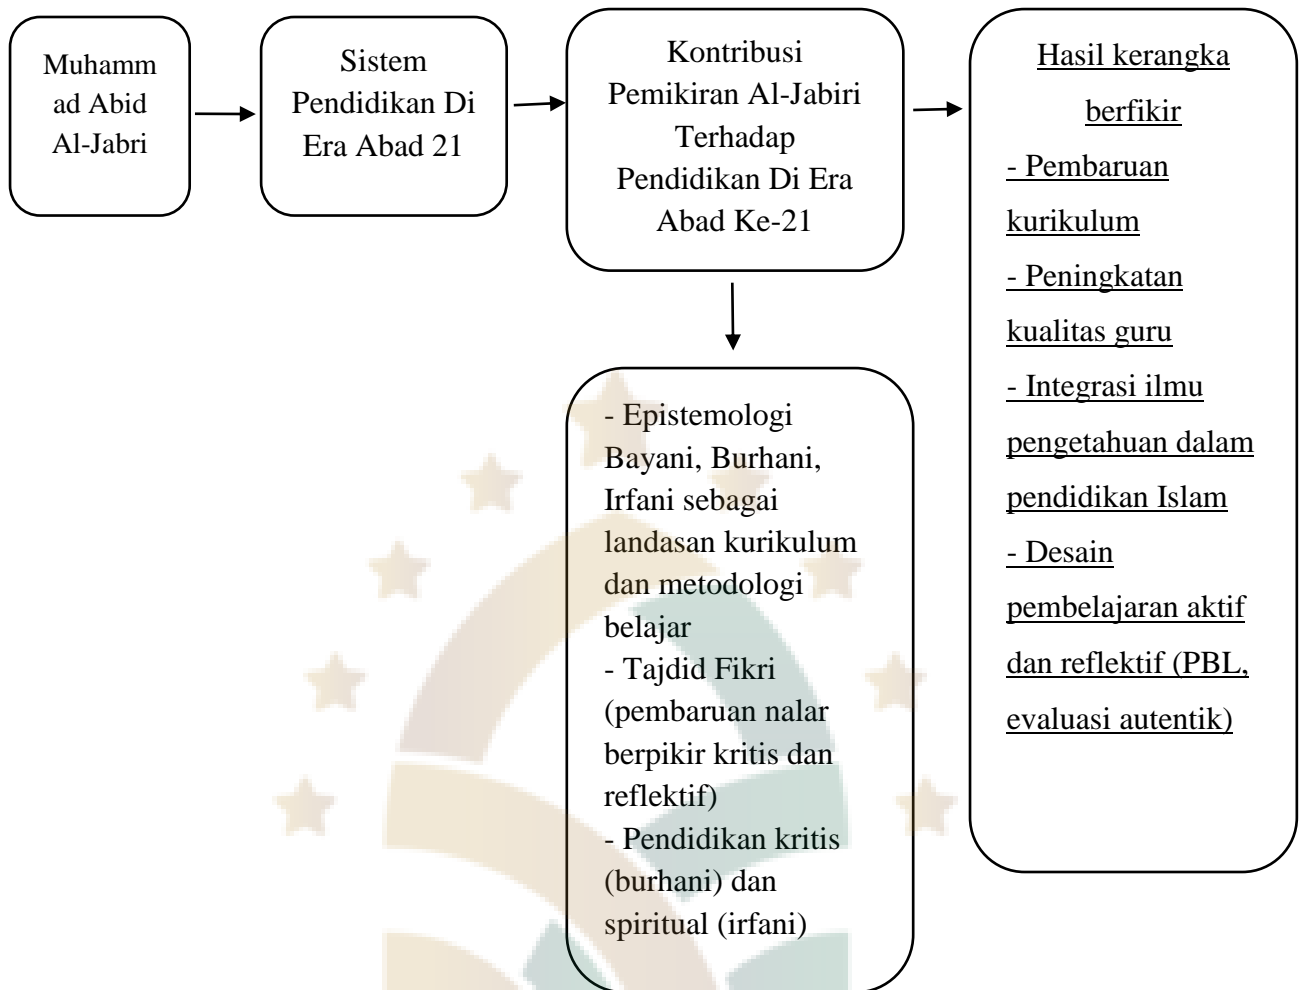 Muhamm
ad Abid
Al-Jabri
Sistem
Pendidikan Di
Era Abad 21
Kontribusi
Pemikiran Al-Jabiri
Terhadap
Pendidikan Di Era
Abad Ke-21
Hasil kerangka
berfikir
- Pembaruan
kurikulum
- Peningkatan
kualitas guru
- Integrasi ilmu
pengetahuan dalam
pendidikan Islam
- Desain
pembelajaran aktif
dan reflektif (PBL,
evaluasi autentik)
- Epistemologi
Bayani, Burhani,
Irfani sebagai
landasan kurikulum
dan metodologi
belajar
- Tajdid Fikri
(pembaruan nalar
berpikir kritis dan
reflektif)
- Pendidikan kritis
(burhani) dan
spiritual (irfani)